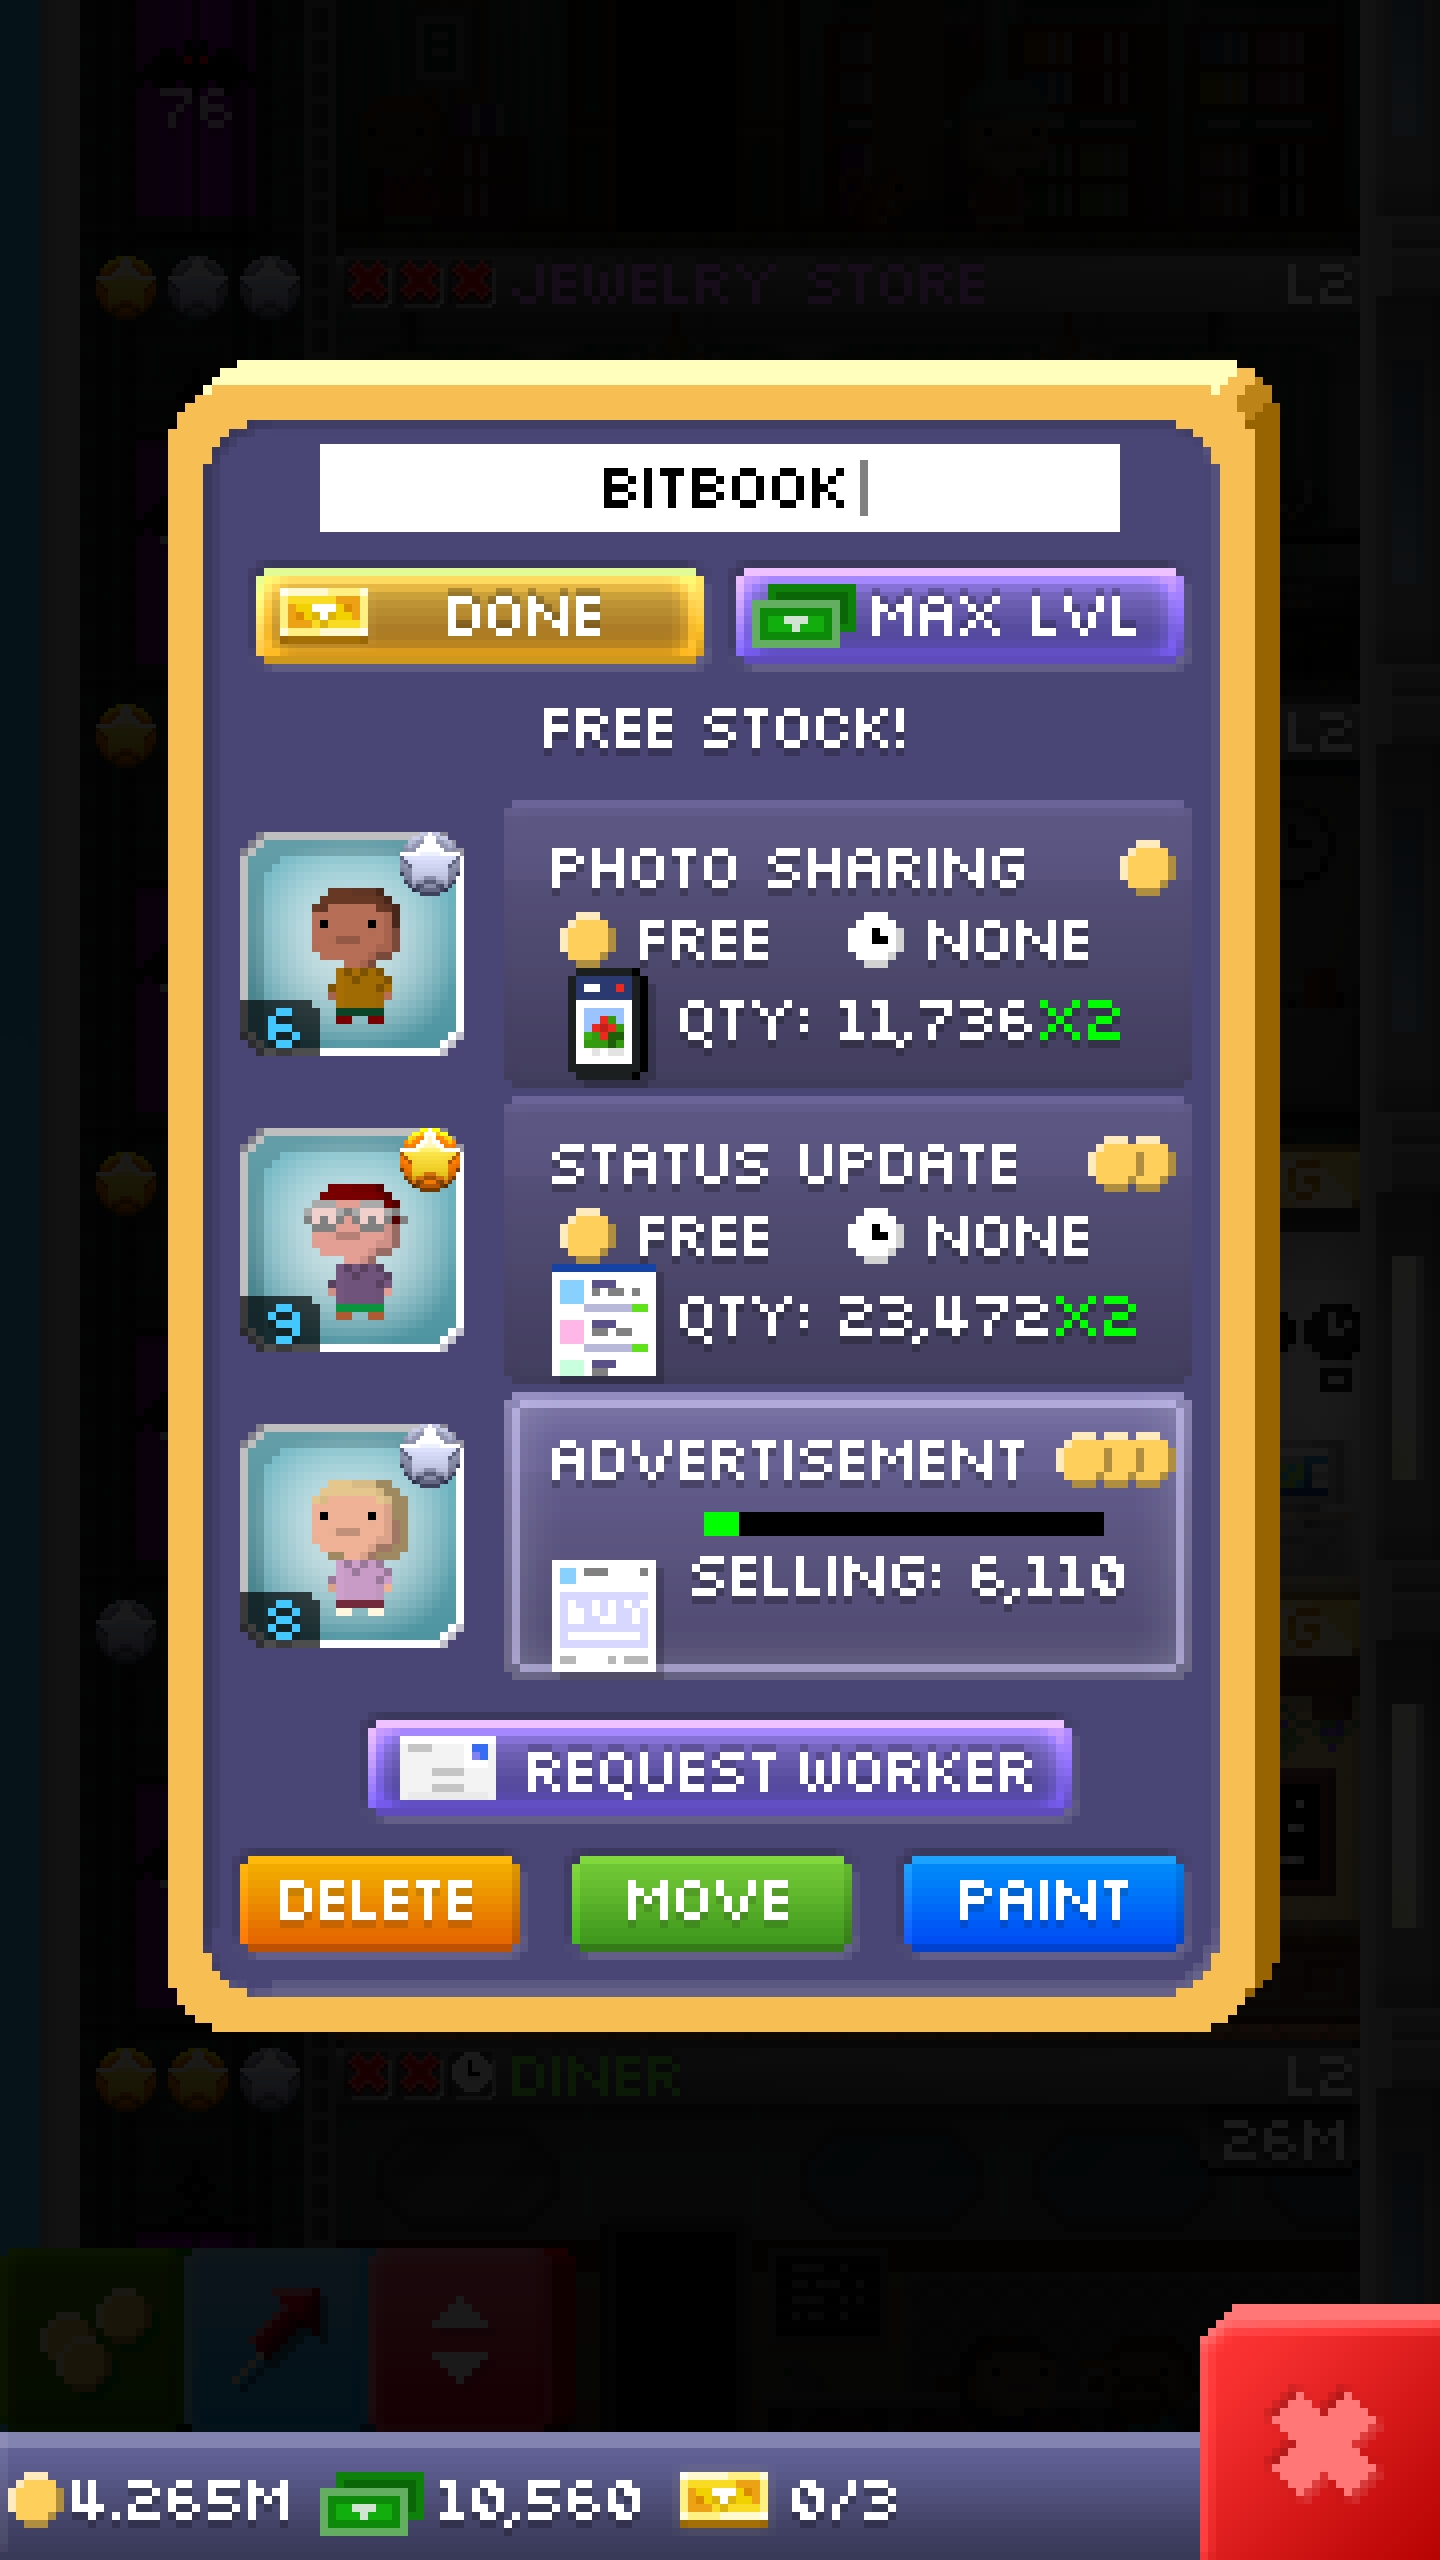 76
JEWELRY STORE L2
BITBOOK
DONE MAX LVL
FREE STOCK!
L2
PHOTO SHARING
FREE NONE
QTY: 11,736X2
6
STATUS UPDATE
FREE NONE
QTY: 23,472X2
9
ADVERTISEMENT
SELLING: 6,110
8
REQUEST WORKER
DELETE MOVE PAINT
DINER L2
26M
4.265M 10,560 0/3